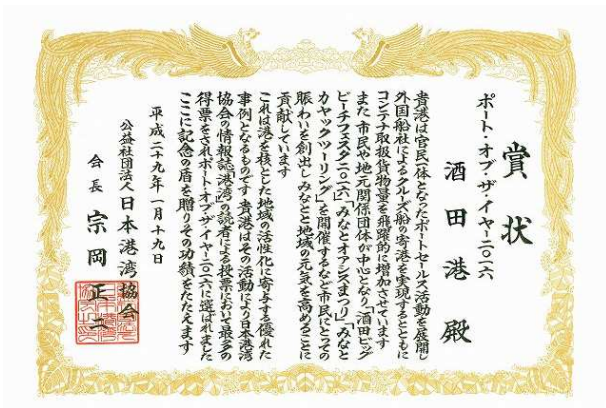 賞状
ポート・オブ・ザ・イヤー二〇一六
酒田港殿
貴港は官民一体となったポートセールス活動を展開し
外国船社によるクルーズ船の寄港を実現するとともに
コンテナ取扱貨物量を飛躍的に増加させています
また市民や地元関係団体が中心となり「酒田ビッグ
ビーチフェスタ二〇一六」「みなとオアシスまつり」「みなと
カヤックツーリング」を開催するなど市民にとっての
賑わいを創出しみなとと地域の元気を高めることに
貢献しています
これは港を核とした地域の活性化に寄与する優れた
事例となるものです 貴港はその活動により日本港湾
協会の情報誌「港湾」の読者による投票において最多の
得票をされポート・オブ・ザ・イヤー二〇一六に選ばれました
ここに記念の盾を贈りその功績をたたえます
平成二十九年一月十九日
公益社団法人日本港湾協会
会長 宗岡正二